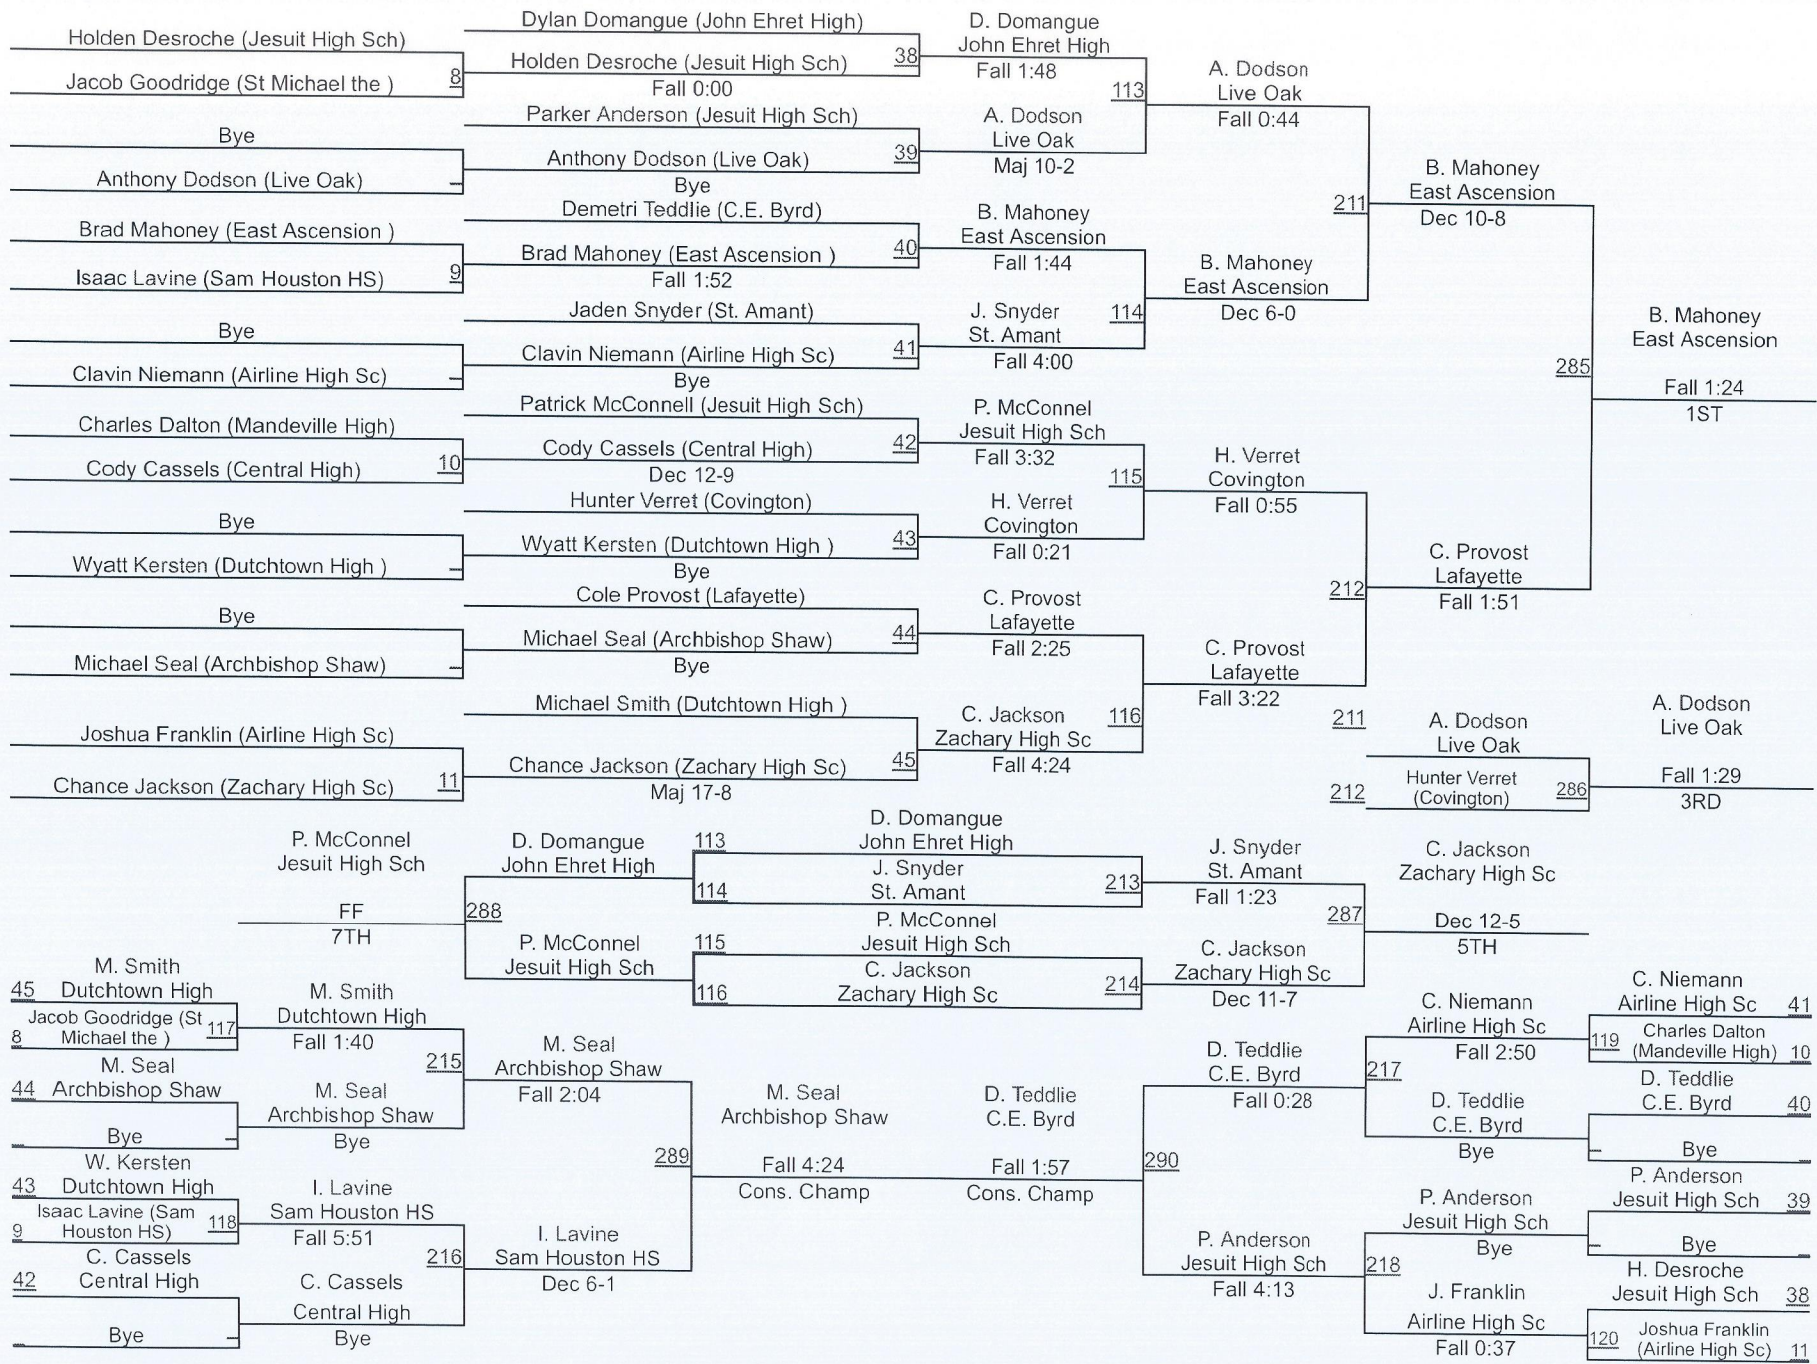 Dylan Domangue (John Ehret High)
D. Domangue
Holden Desroche (Jesuit High Sch)
John Ehret High
38
Holden Desroche (Jesuit High Sch)
Fall 1:48
A. Dodson
Jacob Goodridge (St Michael the )
8
Fall 0:00
113
Live Oak
Parker Anderson (Jesuit High Sch)
A. Dodson
Fall 0:44
Bye
Live Oak
39
Anthony Dodson (Live Oak)
Maj 10-2
Anthony Dodson (Live Oak)
Bye
B. Mahoney
East Ascension
Demetri Teddlie (C.E. Byrd)
B. Mahoney
211
Dec 10-8
Brad Mahoney (East Ascension )
East Ascension
40
Brad Mahoney (East Ascension )
Fall 1:44
B. Mahoney
Isaac Lavine (Sam Houston HS)
9
Fall 1:52
East Ascension
Jaden Snyder (St. Amant)
J. Snyder
114
Dec 6-0
B. Mahoney
Bye
St. Amant
East Ascension
41
Clavin Niemann (Airline High Sc)
Fall 4:00
285
Clavin Niemann (Airline High Sc)
Bye
Fall 1:24
1ST
Patrick McConnell (Jesuit High Sch)
P. McConnel
Charles Dalton (Mandeville High)
Jesuit High Sch
42
Cody Cassels (Central High)
Fall 3:32
H. Verret
Cody Cassels (Central High)
10
Dec 12-9
115
Covington
Hunter Verret (Covington)
H. Verret
Fall 0:55
Bye
Covington
43
Wyatt Kersten (Dutchtown High )
Fall 0:21
C. Provost
Wyatt Kersten (Dutchtown High )
Bye
Lafayette
Cole Provost (Lafayette)
C. Provost
212
Fall 1:51
Bye
Lafayette
44
Michael Seal (Archbishop Shaw)
Fall 2:25
C. Provost
Michael Seal (Archbishop Shaw)
Bye
Lafayette
Michael Smith (Dutchtown High )
Fall 3:22
A. Dodson
C. Jackson
116
211
A. Dodson
Live Oak
Joshua Franklin (Airline High Sc)
Zachary High Sc
Live Oak
45
Chance Jackson (Zachary High Sc)
Fall 4:24
Hunter Verret
Fall 1:29
Chance Jackson (Zachary High Sc)
11
Maj 17-8
212
(Covington)
286
3RD
D. Domangue
P. McConnel
D. Domangue
113
John Ehret High
J. Snyder
C. Jackson
Jesuit High Sch
John Ehret High
J. Snyder
St. Amant
Zachary High Sc
114
St. Amant
213
Fall 1:23
FF
288
P. McConnel
287
Dec 12-5
7TH
P. McConnel
115
Jesuit High Sch
C. Jackson
5TH
M. Smith
Jesuit High Sch
C. Jackson
Zachary High Sc
C. Niemann
45
Dutchtown High
M. Smith
116
Zachary High Sc
214
Dec 11-7
C. Niemann
Airline High Sc
41
Jacob Goodridge (St
117
Dutchtown High
Airline High Sc
119
Charles Dalton
8
Michael the )
Fall 1:40
M. Seal
D. Teddlie
Fall 2:50
(Mandeville High)
10
M. Seal
215
Archbishop Shaw
C.E. Byrd
217
D. Teddlie
44
Archbishop Shaw
M. Seal
Fall 2:04
M. Seal
D. Teddlie
Fall 0:28
D. Teddlie
C.E. Byrd
40
Archbishop Shaw
Archbishop Shaw
C.E. Byrd
C.E. Byrd
Bye
Bye
Bye
Bye
W. Kersten
289
Fall 4:24
Fall 1:57
290
P. Anderson
43
Dutchtown High
I. Lavine
Cons. Champ
Cons. Champ
P. Anderson
Jesuit High Sch
39
Isaac Lavine (Sam
118
Sam Houston HS
Jesuit High Sch
9
Houston HS)
Fall 5:51
I. Lavine
P. Anderson
Bye
Bye
C. Cassels
216
Sam Houston HS
Jesuit High Sch
218
H. Desroche
42
Central High
C. Cassels
Dec 6-1
Fall 4:13
J. Franklin
Jesuit High Sch
38
Central High
Airline High Sc
120
Joshua Franklin
Bye
Bye
Fall 0:37
(Airline High Sc)
11